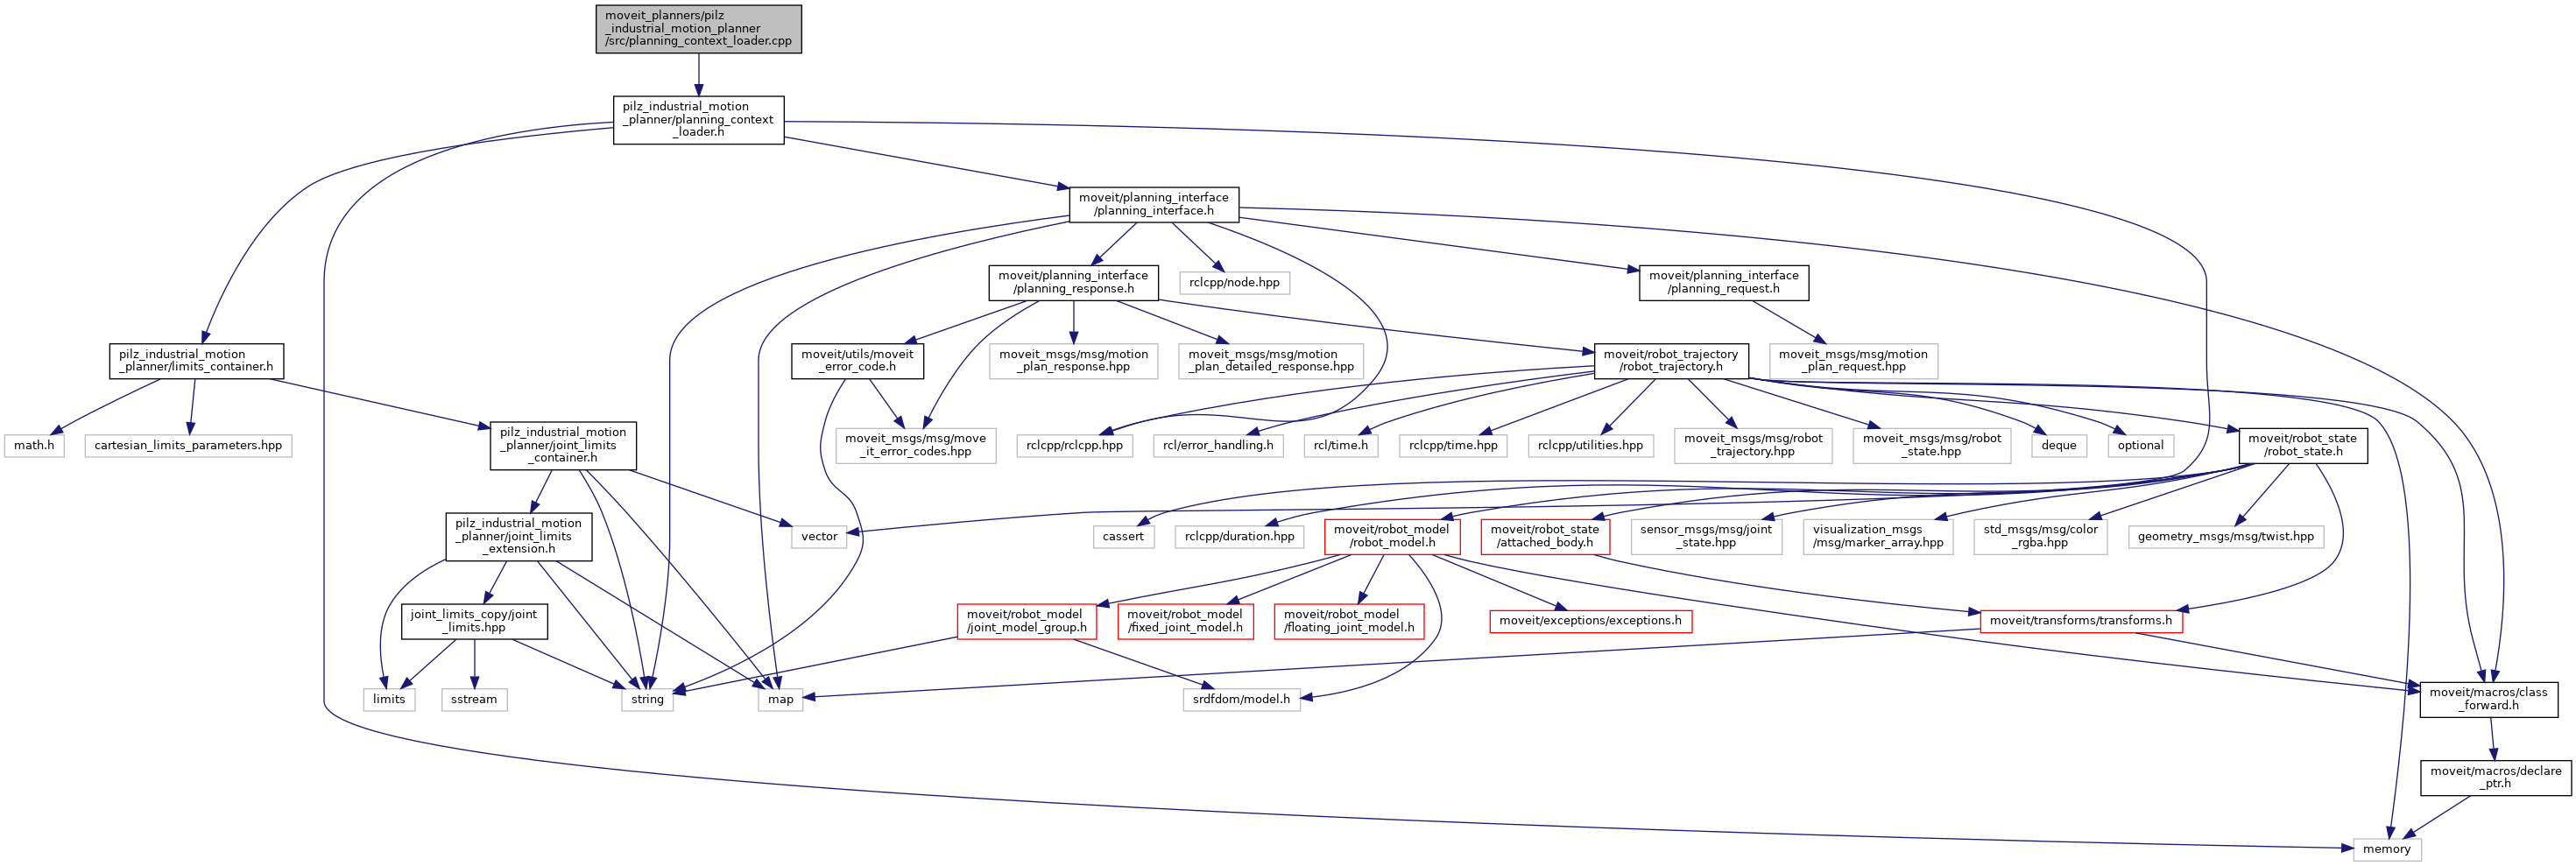 moveit_planners/pilz
_industrial_motion_planner
/src/planning_context_loader.cpp
pilz_industrial_motion
_planner/planning_context
_loader.h
moveit/planning_interface
/planning_interface.h
moveit/planning_interface
/planning_response.h
rclcpp/node.hpp
moveit/planning_interface
/planning_request.h
pilz_industrial_motion
_planner/limits_container.h
moveit/utils/moveit
_error_code.h
moveit_msgs/msg/motion
_plan_response.hpp
moveit_msgs/msg/motion
_plan_detailed_response.hpp
moveit/robot_trajectory
/robot_trajectory.h
moveit_msgs/msg/motion
_plan_request.hpp
math.h
cartesian_limits_parameters.hpp
pilz_industrial_motion
_planner/joint_limits
_container.h
moveit_msgs/msg/move
_it_error_codes.hpp
rclcpp/rclcpp.hpp
rcl/error_handling.h
rcl/time.h
rclcpp/time.hpp
rclcpp/utilities.hpp
moveit_msgs/msg/robot
_trajectory.hpp
moveit_msgs/msg/robot
_state.hpp
deque
optional
moveit/robot_state
/robot_state.h
pilz_industrial_motion
_planner/joint_limits
_extension.h
vector
cassert
rclcpp/duration.hpp
moveit/robot_model
/robot_model.h
moveit/robot_state
/attached_body.h
sensor_msgs/msg/joint
_state.hpp
visualization_msgs
/msg/marker_array.hpp
std_msgs/msg/color
_rgba.hpp
geometry_msgs/msg/twist.hpp
joint_limits_copy/joint
_limits.hpp
moveit/robot_model
/joint_model_group.h
moveit/robot_model
/fixed_joint_model.h
moveit/robot_model
/floating_joint_model.h
moveit/exceptions/exceptions.h
moveit/transforms/transforms.h
limits
sstream
string
map
srdfdom/model.h
moveit/macros/class
_forward.h
moveit/macros/declare
_ptr.h
memory